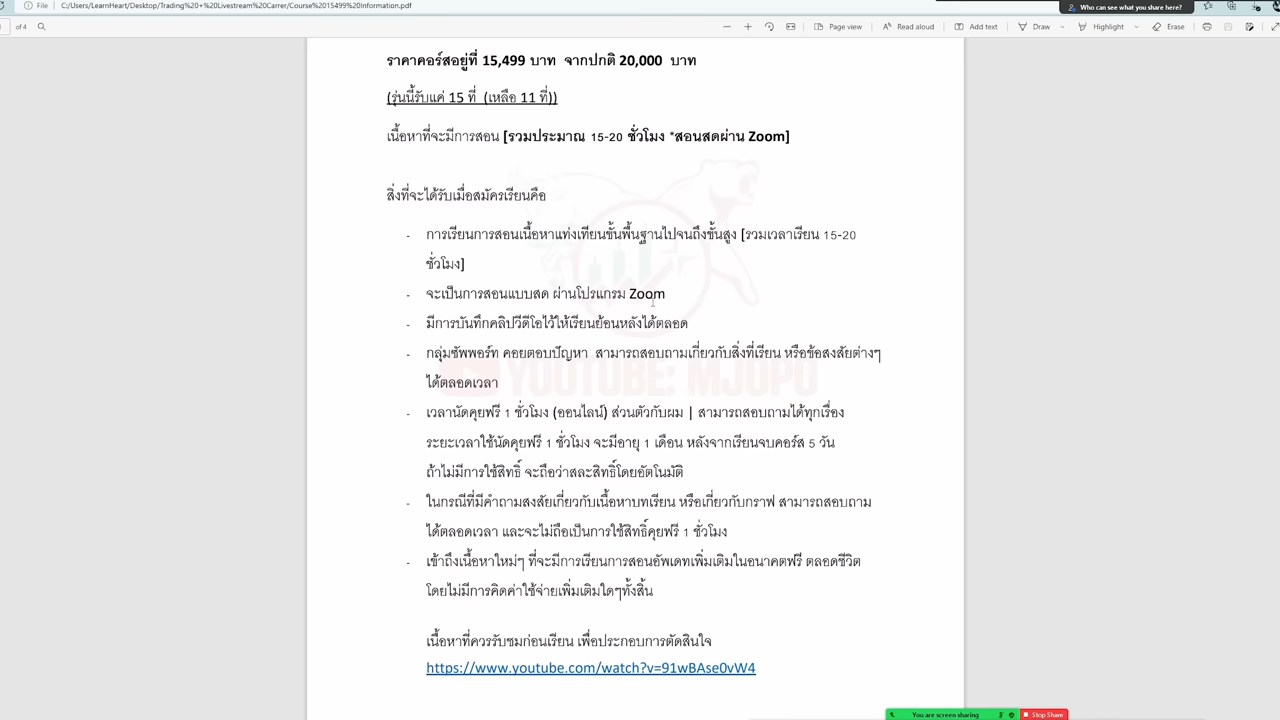 File
C:/Users/LearnHeart/Desktop/Trading%20+%20Livestream%20Carrer/Course%2015499%20Information.pdf
Who can see what you share here?
of 4
Page view
Read aloud
Add text
Draw
Highlight
Erase
ราคาคอร์สอยู่ที่ 15,499 บาท จากปกติ 20,000 บาท
(รุ่นนี้รับแค่ 15 ที่ (เหลือ 11 ที่))
เนื้อหาที่จะมีการสอน [รวมประมาณ 15-20 ชั่วโมง *สอนสดผ่าน Zoom]
สิ่งที่จะได้รับเมื่อสมัครเรียนคือ
- การเรียนการสอนเนื้อหาแท่งเทียนขั้นพื้นฐานไปจนถึงขั้นสูง [รวมเวลาเรียน 15-20
ชั่วโมง]
- จะเป็นการสอนแบบสด ผ่านโปรแกรม Zoom
- มีการบันทึกคลิปวีดีโอไว้ให้เรียนย้อนหลังได้ตลอด
- กลุ่มซัพพอร์ท คอยตอบปัญหา สามารถสอบถามเกี่ยวกับสิ่งที่เรียน หรือข้อสงสัยต่างๆ
ได้ตลอดเวลา
YOUTUBE: MJOPU
- เวลานัดคุยฟรี 1 ชั่วโมง (ออนไลน์) ส่วนตัวกับผม | สามารถสอบถามได้ทุกเรื่อง
ระยะเวลาใช้นัดคุยฟรี 1 ชั่วโมง จะมีอายุ 1 เดือน หลังจากเรียนจบคอร์ส 5 วัน
ถ้าไม่มีการใช้สิทธิ์ จะถือว่าสละสิทธิ์โดยอัตโนมัติ
- ในกรณีที่มีคำถามสงสัยเกี่ยวกับเนื้อหาบทเรียน หรือเกี่ยวกับกราฟ สามารถสอบถาม
ได้ตลอดเวลา และจะไม่ถือเป็นการใช้สิทธิ์คุยฟรี 1 ชั่วโมง
- เข้าถึงเนื้อหาใหม่ๆ ที่จะมีการเรียนการสอนอัพเดทเพิ่มเติมในอนาคตฟรี ตลอดชีวิต
โดยไม่มีการคิดค่าใช้จ่ายเพิ่มเติมใดๆทั้งสิ้น
เนื้อหาที่ควรรับชมก่อนเรียน เพื่อประกอบการตัดสินใจ
https://www.youtube.com/watch?v=91wBAse0vW4
You are screen sharing
Stop Share